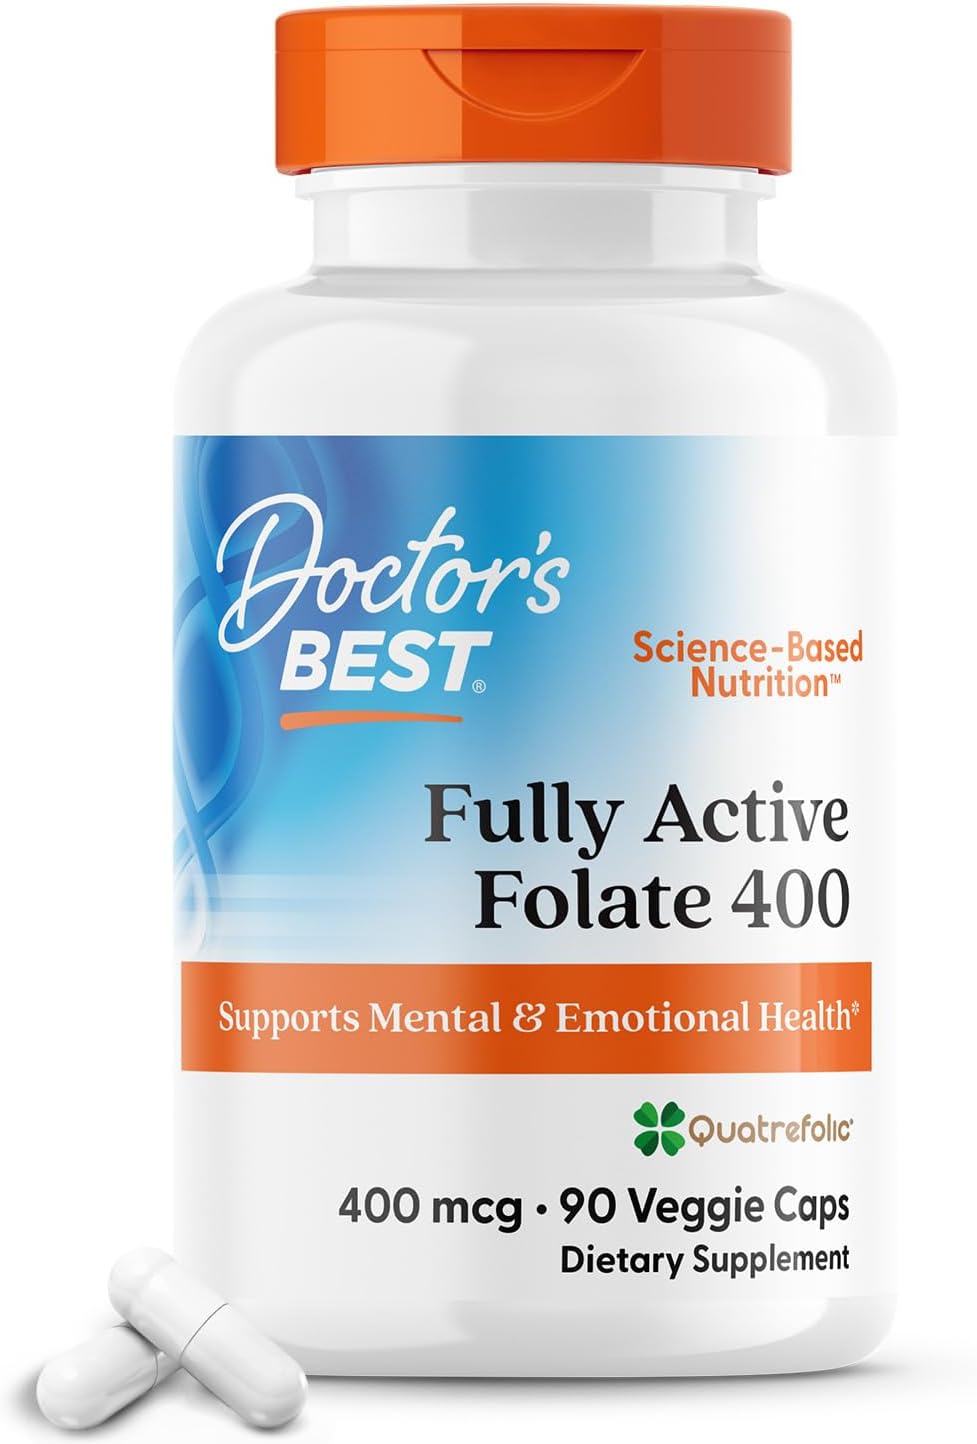 Doctor's
BEST®
Science-Based
Nutrition™
Fully Active
Folate 400
Supports Mental & Emotional Health*
Quatrefolic®
400 mcg • 90 Veggie Caps
Dietary Supplement